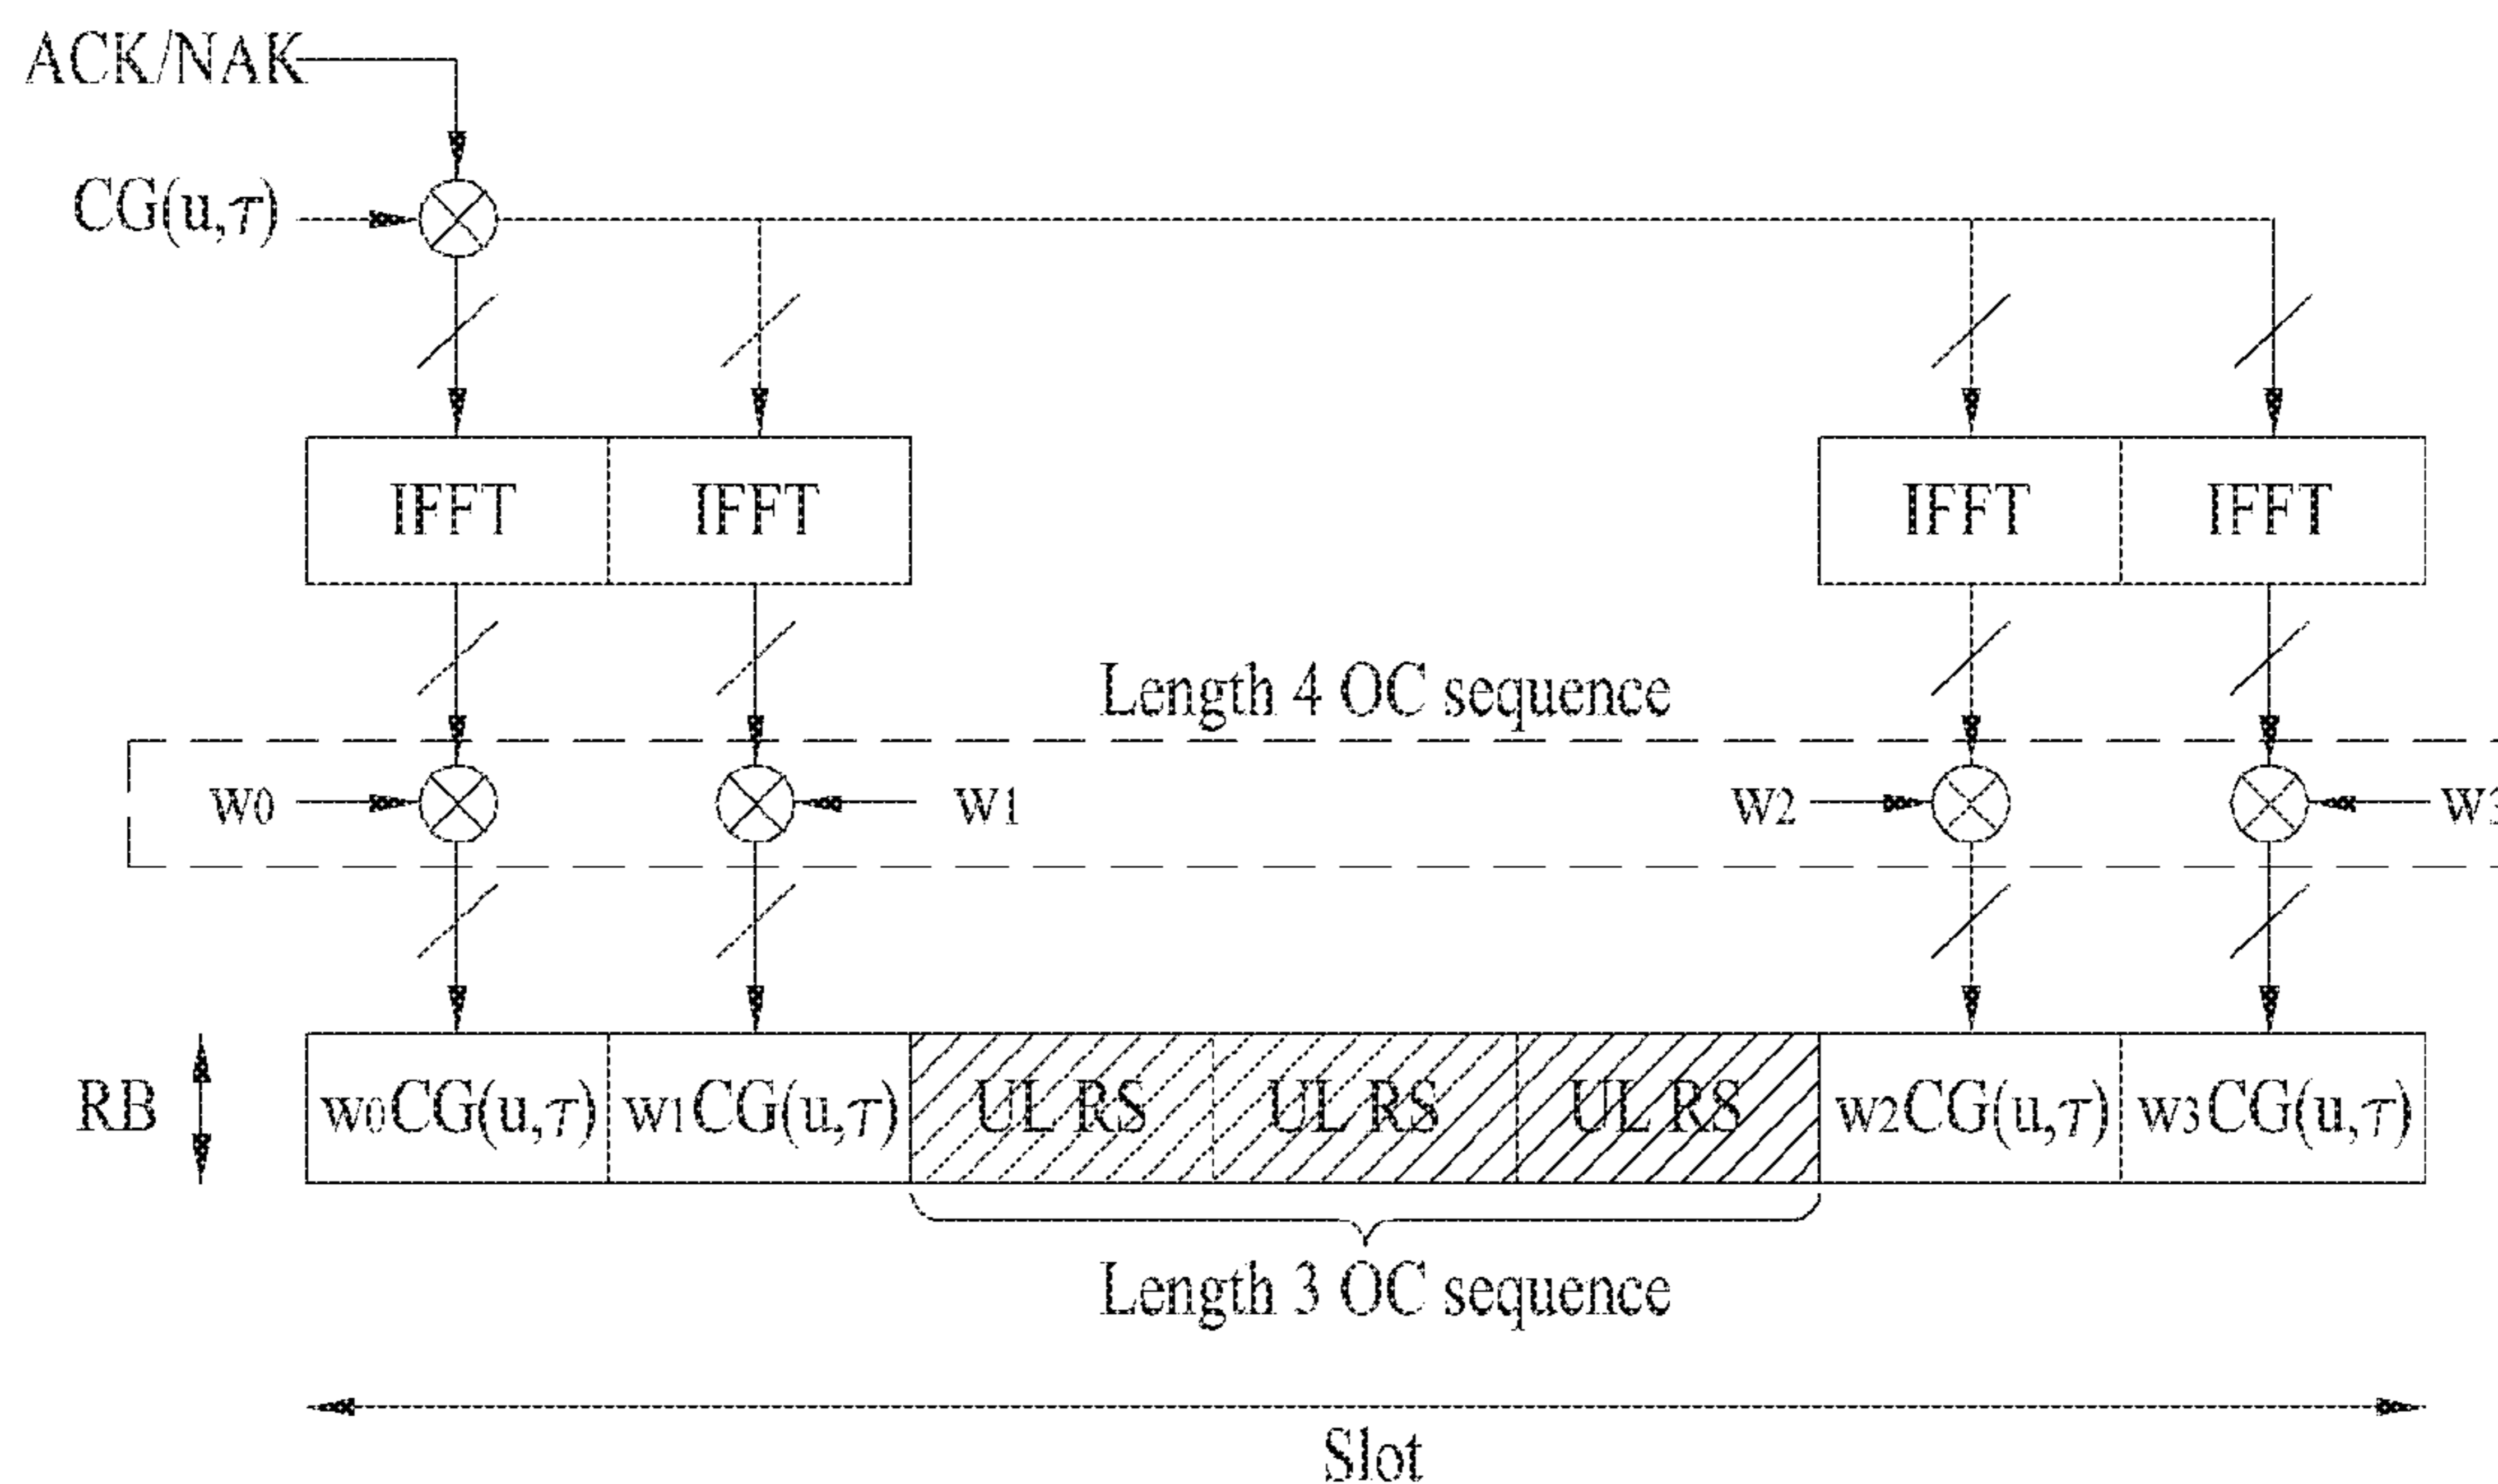 ACK/NAK
CG(u,τ)
IFFT IFFT IFFT IFFT
Length 4 OC sequence
w0 w1 w2
RB w0CG(u,τ) w1CG(u,τ) UL RS UL RS UL RS w2CG(u,τ) w3CG(u,τ)
Length 3 OC sequence
Slot